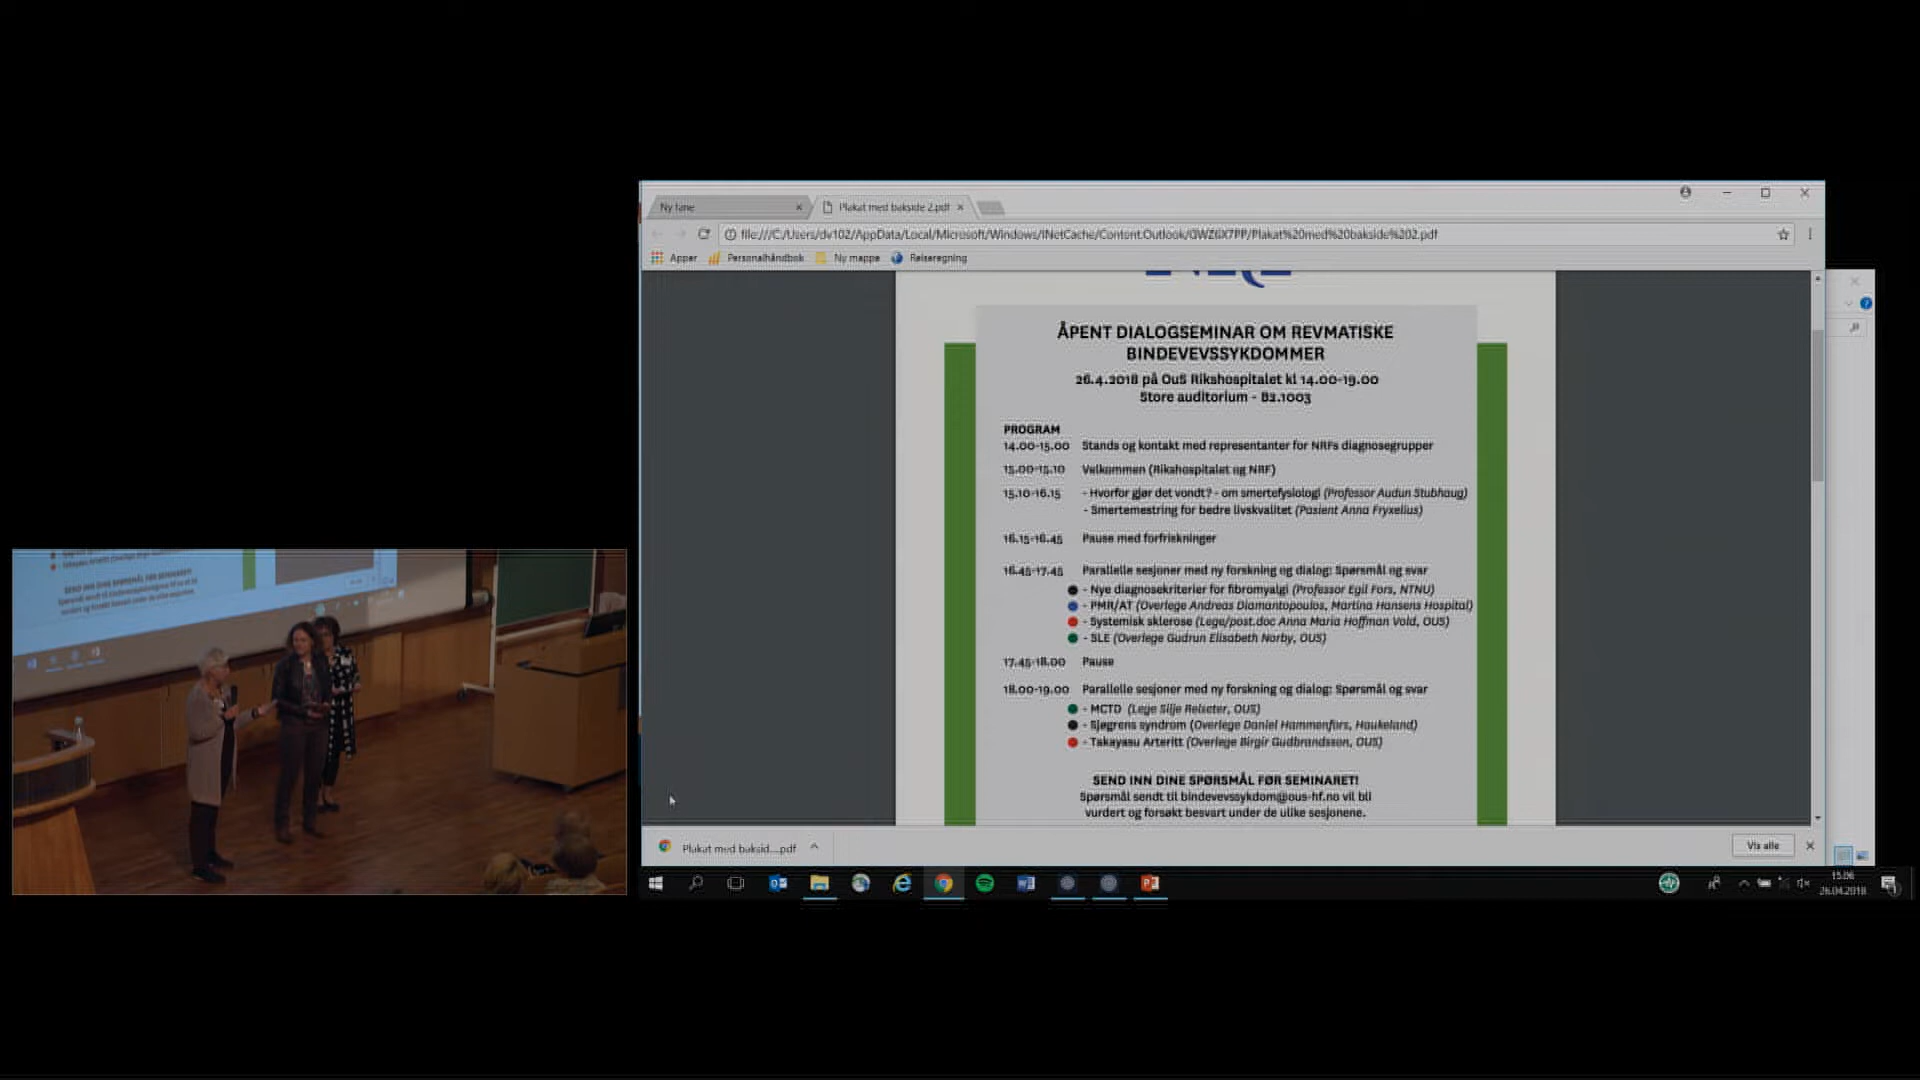 Ny fane
Plakat med bakside 2.pdf
file:///C:/Users/dv102/AppData/Local/Microsoft/Windows/INetCache/Content.Outlook/GWZ6X7PP/Plakat%20med%20bakside%202.pdf
Apper Personalhåndbok Ny mappe Reiseregning
ÅPENT DIALOGSEMINAR OM REVMATISKE
BINDEVEVSSYKDOMMER
26.4.2018 på OuS Rikshospitalet kl 14.00-19.00
Store auditorium - B2.1003
PROGRAM
14.00-15.00 Stands og kontakt med representanter for NRFs diagnosegrupper
15.00-15.10 Velkommen (Rikshospitalet og NRF)
15.10-16.15 - Hvorfor gjør det vondt? - om smertefysiologi (Professor Audun Stubhaug)
- Smertemestring for bedre livskvalitet (Pasient Anna Fryxelius)
16.15-16.45 Pause med forfriskninger
16.45-17.45 Parallelle sesjoner med ny forskning og dialog: Spørsmål og svar
- Nye diagnosekriterier for fibromyalgi (Professor Egil Fors, NTNU)
- PMR/AT (Overlege Andreas Diamantopoulos, Martina Hansens Hospital)
- Systemisk sklerose (Lege/post.doc Anna Maria Hoffman Vold, OUS)
- SLE (Overlege Gudrun Elisabeth Norby, OUS)
17.45-18.00 Pause
18.00-19.00 Parallelle sesjoner med ny forskning og dialog: Spørsmål og svar
- MCTD (Lege Silje Reiseter, OUS)
- Sjøgrens syndrom (Overlege Daniel Hammenfors, Haukeland)
- Takayasu Arteritt (Overlege Birgir Gudbrandsson, OUS)
SEND INN DINE SPØRSMÅL FØR SEMINARET!
Spørsmål sendt til bindevevssykdom@ous-hf.no vil bli
vurdert og forsøkt besvart under de ulike sesjonene.
Plakat med baksid....pdf
Vis alle
15.06
26.04.2018
SEND INN DINE SPØRSMÅL FØR SEMINARET!